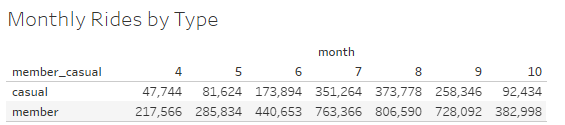 Monthly Rides by Type
month
member_casual 4 5 6 7 8 9 10
casual 47,744 81,624 173,894 351,264 373,778 258,346 92,434
member 217,566 285,834 440,653 763,366 806,590 728,092 382,998